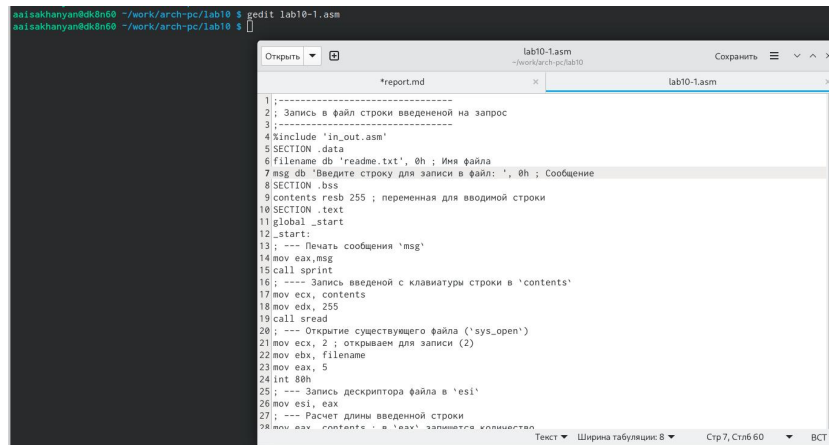 aaisakhanyan@dk8n60 ~/work/arch-pc/lab10 $ gedit lab10-1.asm
aaisakhanyan@dk8n60 ~/work/arch-pc/lab10 $
Открыть
lab10-1.asm
~/work/arch-pc/lab10
Сохранить
*report.md
lab10-1.asm
1 ;--------------------------------
2 ; Запись в файл строки введененой на запрос
3 ;--------------------------------
4 %include 'in_out.asm'
5 SECTION .data
6 filename db 'readme.txt', 0h ; Имя файла
7 msg db 'Введите строку для записи в файл: ', 0h ; Сообщение
8 SECTION .bss
9 contents resb 255 ; переменная для вводимой строки
10 SECTION .text
11 global _start
12 _start:
13 ; --- Печать сообщения `msg`
14 mov eax,msg
15 call sprint
16 ; ---- Запись введеной с клавиатуры строки в `contents`
17 mov ecx, contents
18 mov edx, 255
19 call sread
20 ; --- Открытие существующего файла (`sys_open`)
21 mov ecx, 2 ; открываем для записи (2)
22 mov ebx, filename
23 mov eax, 5
24 int 80h
25 ; --- Запись дескриптора файла в `esi`
26 mov esi, eax
27 ; --- Расчет длины введенной строки
28 mov eax, contents ; в `eax` запишется количество
Текст Ширина табуляции: 8 Стр 7, Стлб 60 ВСТ